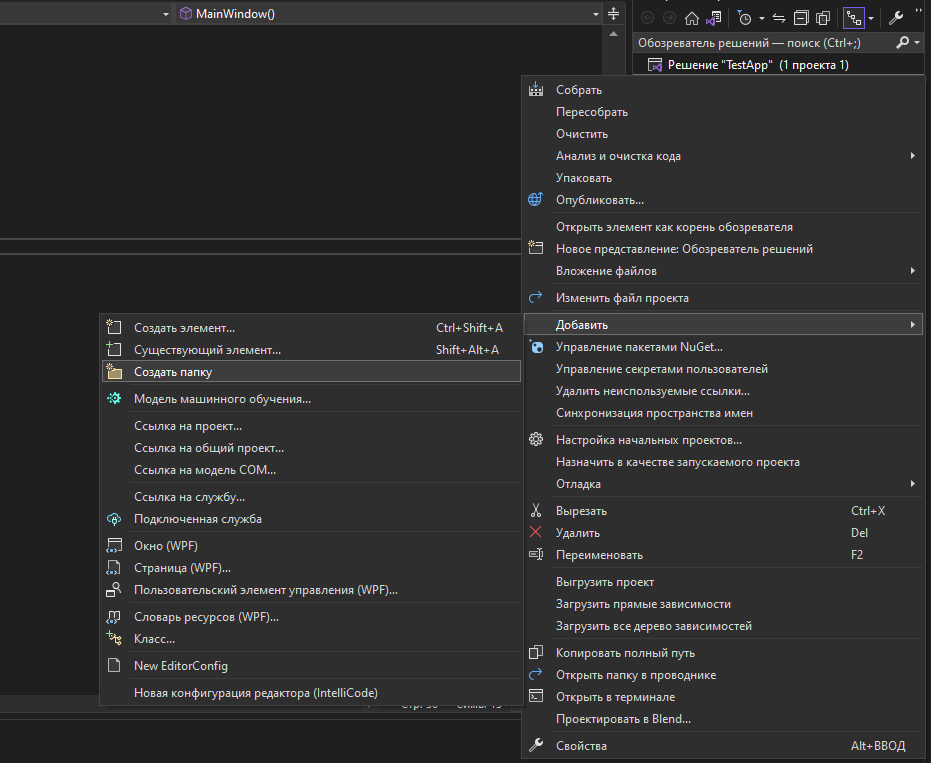 MainWindow()
Обозреватель решений — поиск (Ctrl+;)
Решение "TestApp" (1 проекта 1)
Собрать
Пересобрать
Очистить
Анализ и очистка кода
Упаковать
Опубликовать...
Открыть элемент как корень обозревателя
Новое представление: Обозреватель решений
Вложение файлов
Изменить файл проекта
Добавить
Управление пакетами NuGet...
Управление секретами пользователей
Удалить неиспользуемые ссылки...
Синхронизация пространства имен
Настройка начальных проектов...
Назначить в качестве запускаемого проекта
Отладка
Вырезать Ctrl+X
Удалить Del
Переименовать F2
Выгрузить проект
Загрузить прямые зависимости
Загрузить все дерево зависимостей
Копировать полный путь
Открыть папку в проводнике
Открыть в терминале
Проектировать в Blend...
Свойства Alt+ВВОД
Создать элемент... Ctrl+Shift+A
Существующий элемент... Shift+Alt+A
Создать папку
Модель машинного обучения...
Ссылка на проект...
Ссылка на общий проект...
Ссылка на модель COM...
Ссылка на службу...
Подключенная служба
Окно (WPF)
Страница (WPF)...
Пользовательский элемент управления (WPF)...
Словарь ресурсов (WPF)...
Класс...
New EditorConfig
Новая конфигурация редактора (IntelliCode)